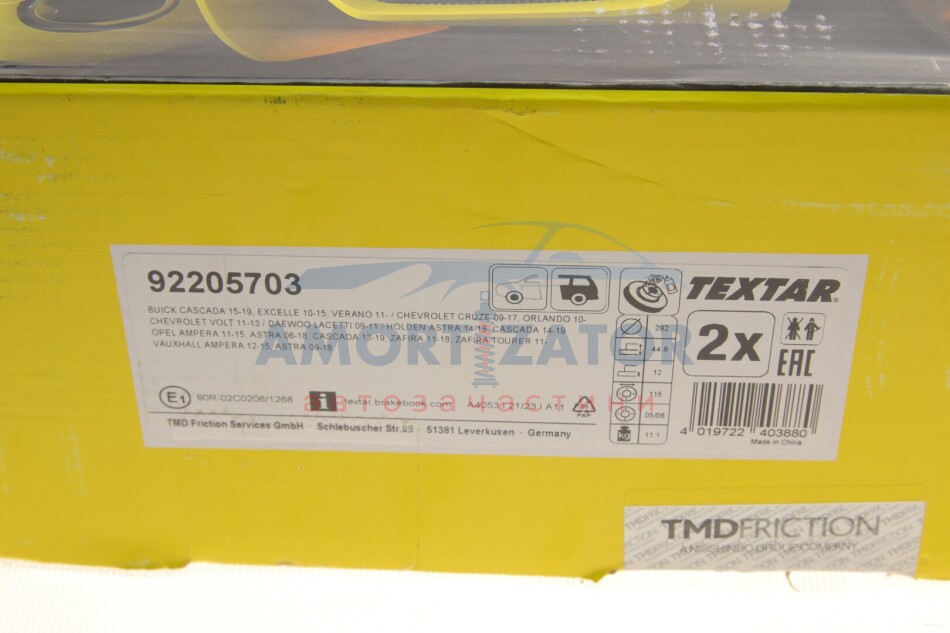 92205703
TEXTAR
BUICK CASCADA 15-19, EXCELLE 10-15, VERANO 11- / CHEVROLET CRUZE 09-17, ORLANDO 10-
CHEVROLET VOLT 11-13 / DAEWOO LACETTI 09-11 / HOLDEN ASTRA 14-18, CASCADA 14-19
OPEL AMPERA 11-15, ASTRA 06-18, CASCADA 13-19, ZAFIRA 11-18, ZAFIRA TOURER 11-
VAUXHALL AMPERA 12-15, ASTRA 09-18
292
44.9
12
115
05/06
kg 11.1
2x
EAC
AMORTIZATOR
автозапчастини
E1 90R-02C0206/1268
i textar brakebook.com
A4053 I 21/23 I A11
PAP
TMD Friction Services GmbH · Schlebuscher Str.99 · 51381 Leverkusen · Germany
4 019722 403880
Made in China
TMDFRICTION
A NISSHINBO GROUP COMPANY